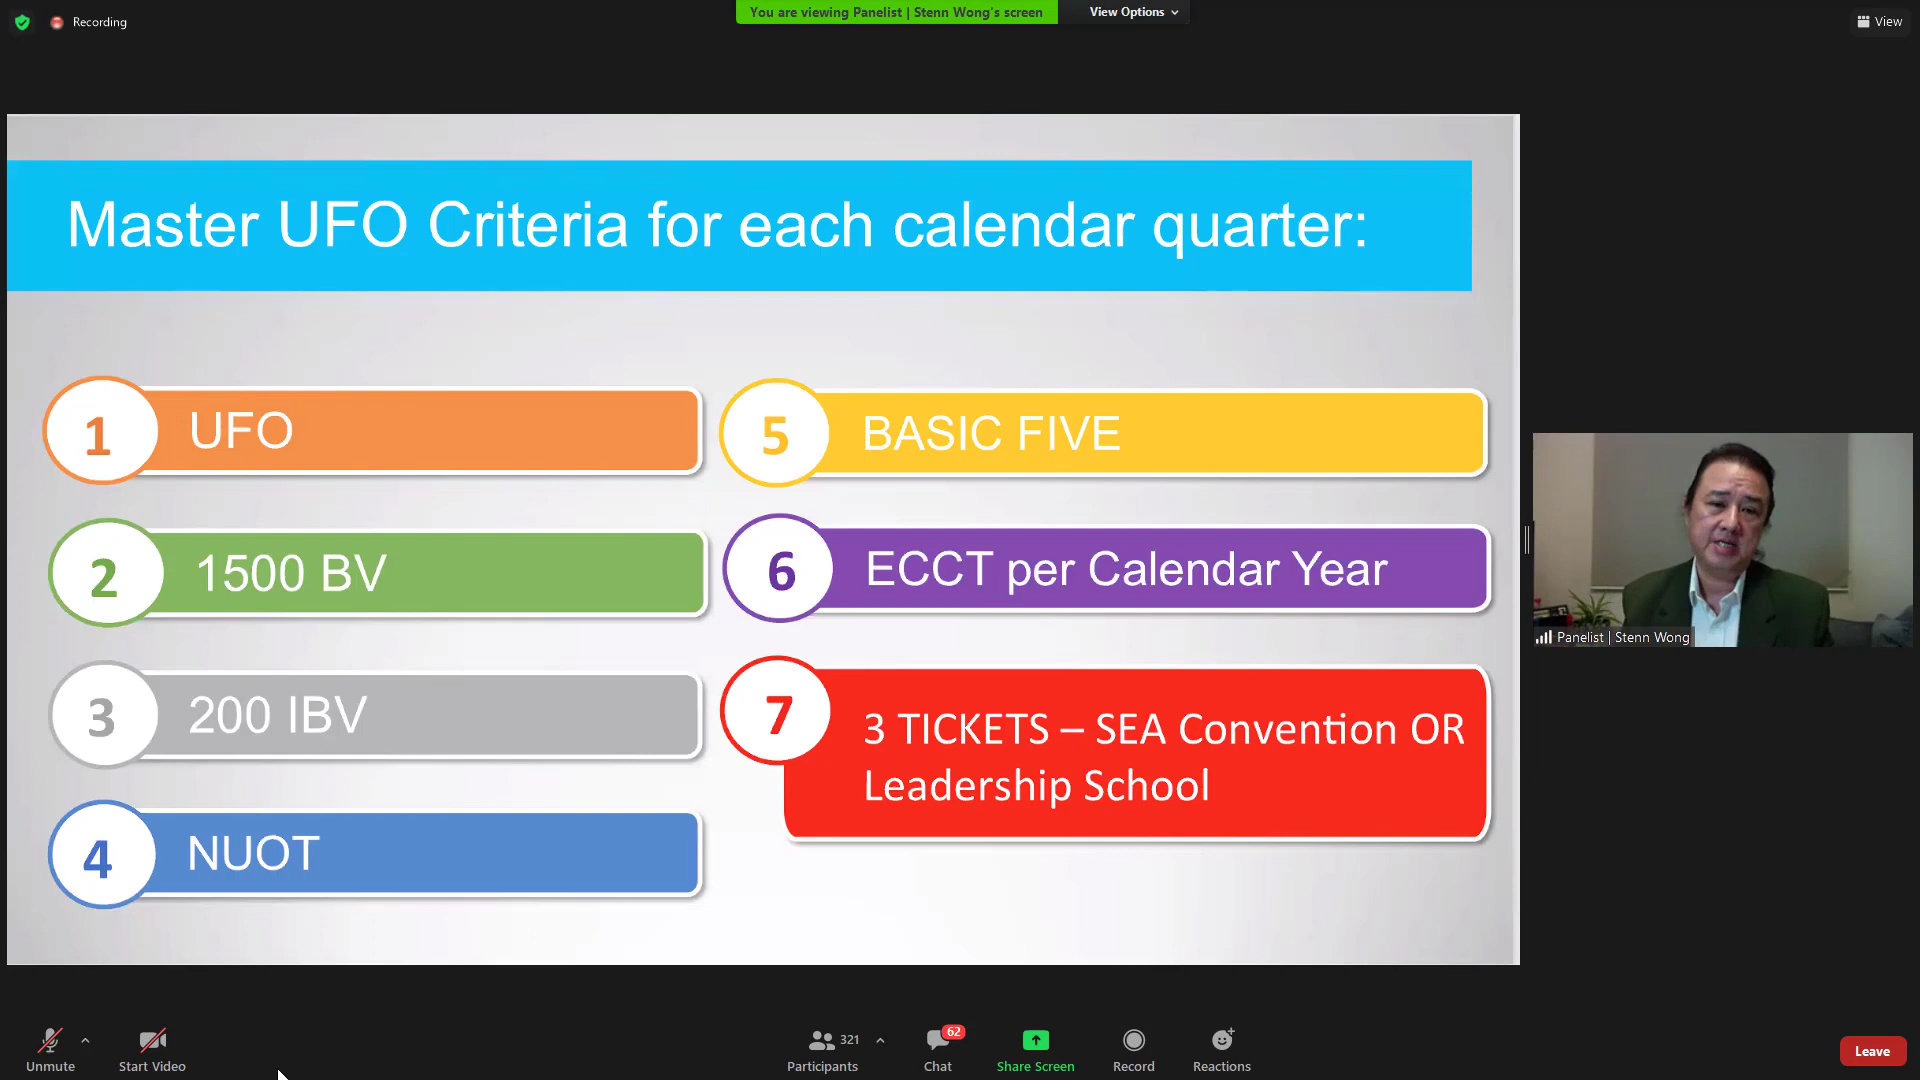 Recording
You are viewing Panelist | Stenn Wong's screen
View Options
View
Master UFO Criteria for each calendar quarter:
1 UFO
2 1500 BV
3 200 IBV
4 NUOT
5 BASIC FIVE
6 ECCT per Calendar Year
7 3 TICKETS – SEA Convention OR
Leadership School
Panelist | Stenn Wong
Unmute
Start Video
321
Participants
62
Chat
Share Screen
Record
Reactions
Leave